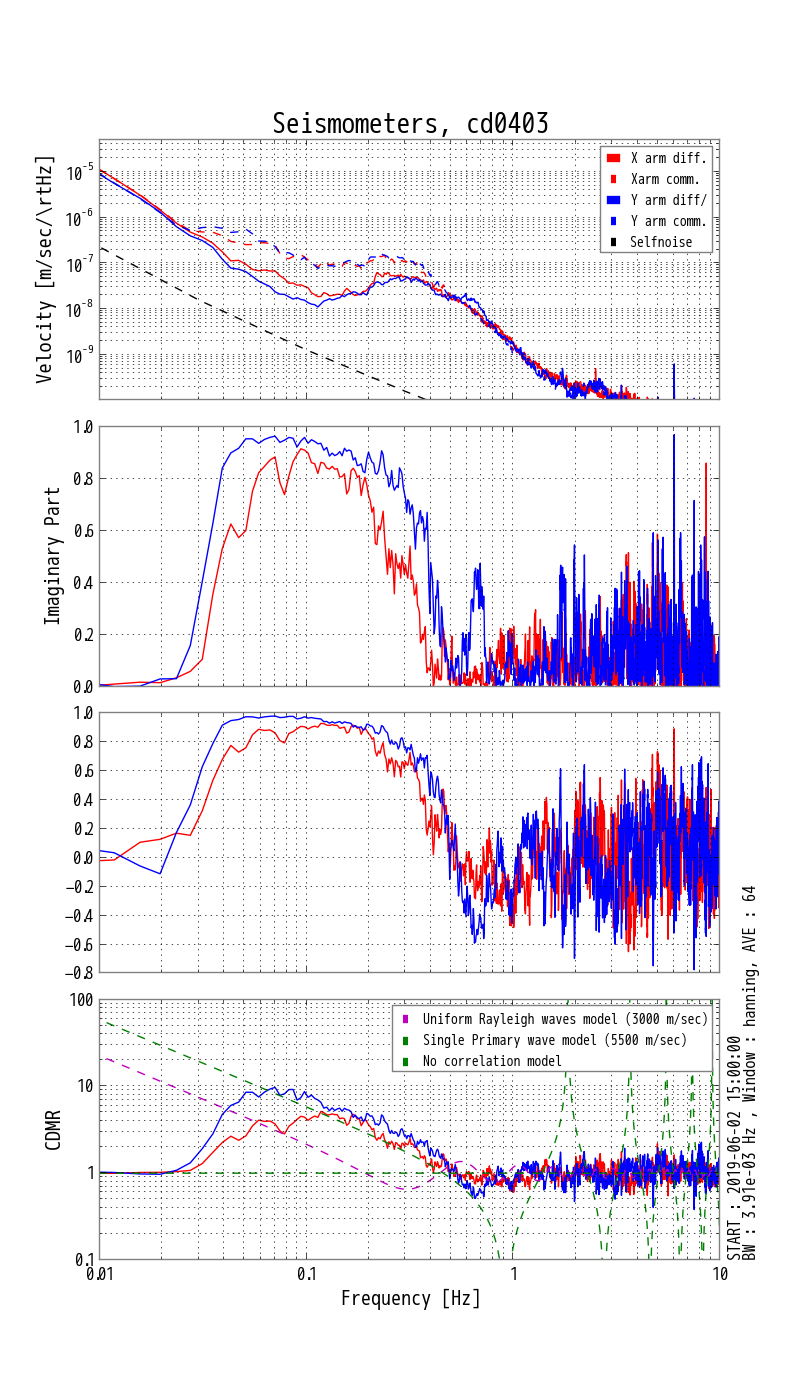 Seismometers, cd0403
Velocity [m/sec/\rtHz]
10^-5
10^-6
10^-7
10^-8
10^-9
X arm diff.
Xarm comm.
Y arm diff/
Y arm comm.
Selfnoise
Imaginary Part
1.0
0.8
0.6
0.4
0.2
0.0
1.0
0.8
0.6
0.4
0.2
0.0
−0.2
−0.4
−0.6
−0.8
CDMR
100
10
1
0.1
Uniform Rayleigh waves model (3000 m/sec)
Single Primary wave model (5500 m/sec)
No correlation model
0.01 0.1 1 10
Frequency [Hz]
START : 2019-06-02 15:00:00
BW : 3.91e-03 Hz , Window : hanning, AVE : 64